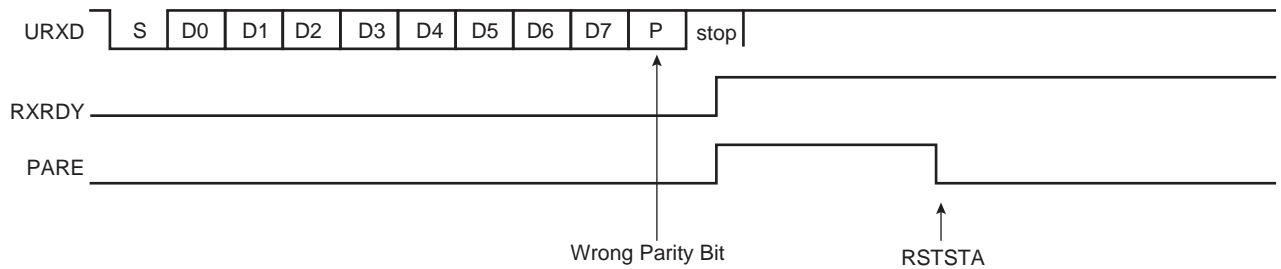 URXD S D0 D1 D2 D3 D4 D5 D6 D7 P stop
RXRDY
PARE
Wrong Parity Bit RSTSTA